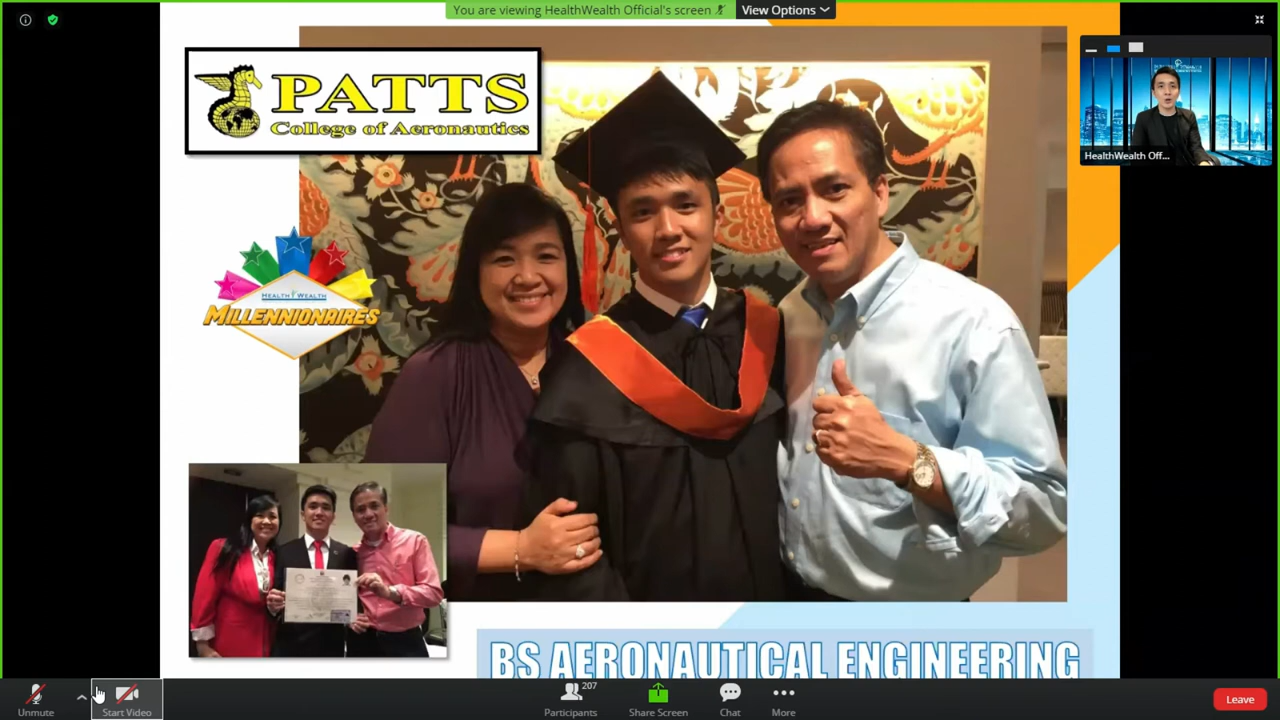 You are viewing HealthWealth Official's screen
View Options
PATTS
College of Aeronautics
HEALTH WEALTH
MILLENNIONAIRES
HealthWealth Off...
BS AERONAUTICAL ENGINEERING
Unmute
Start Video
Participants
207
Share Screen
Chat
More
Leave